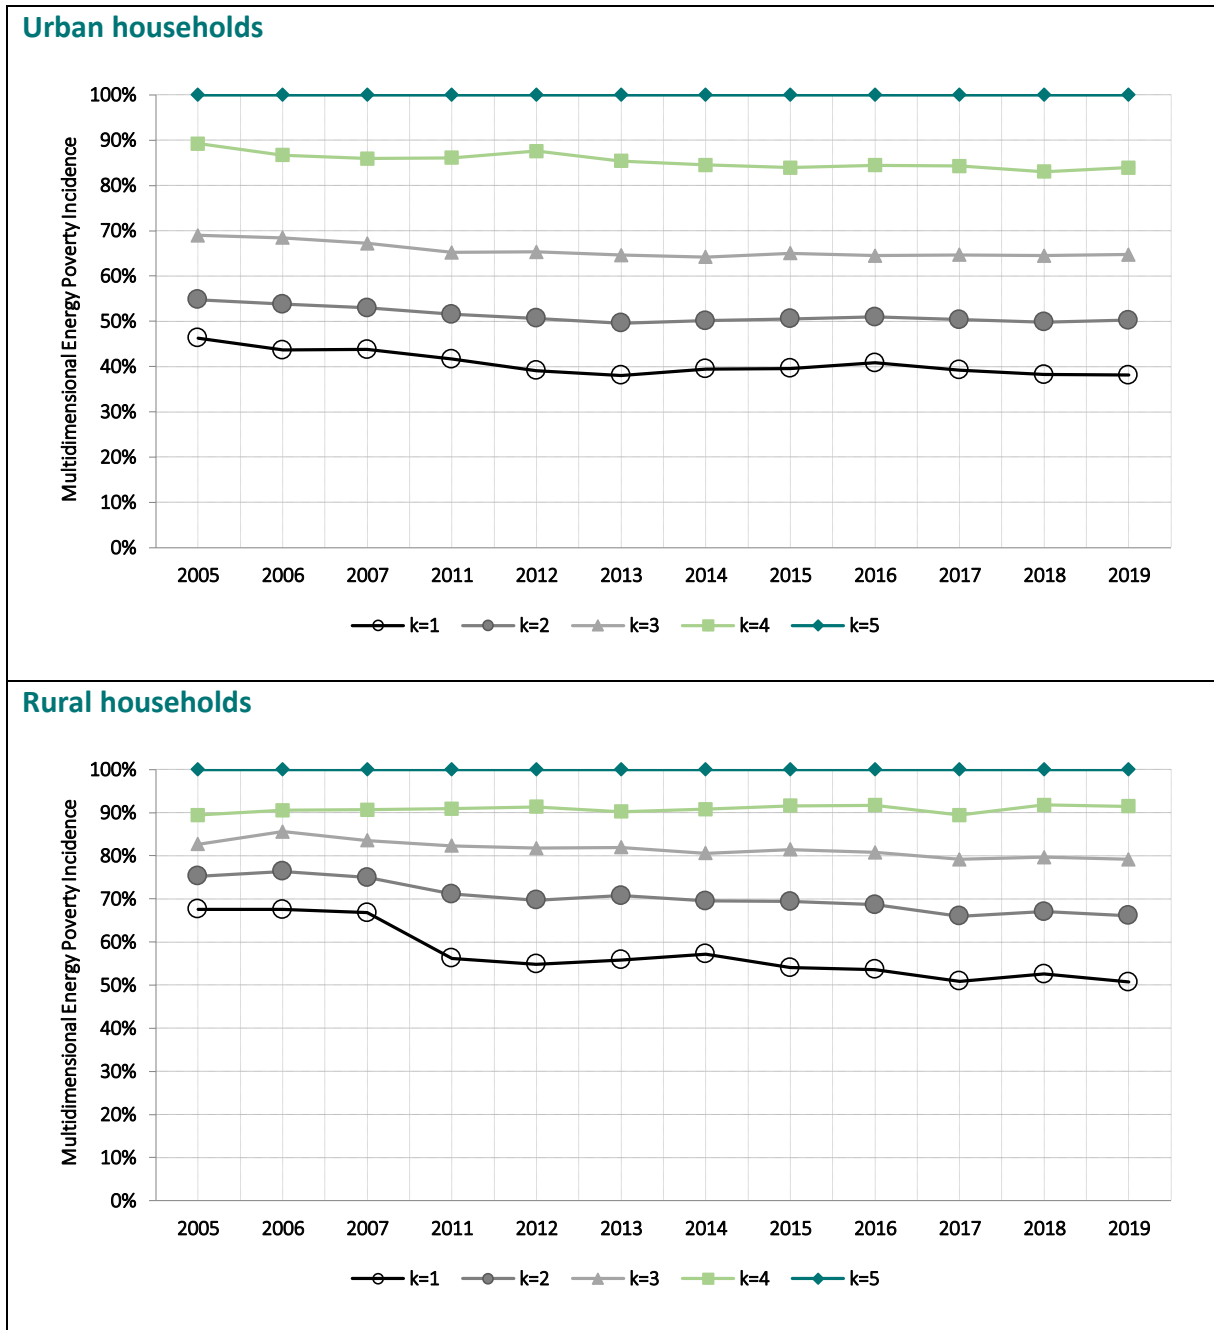 Urban households
Multidimensional Energy Poverty Incidence
100%
90%
80%
70%
60%
50%
40%
30%
20%
10%
0%
2005 2006 2007 2011 2012 2013 2014 2015 2016 2017 2018 2019
k=1 k=2 k=3 k=4 k=5
Rural households
Multidimensional Energy Poverty Incidence
100%
90%
80%
70%
60%
50%
40%
30%
20%
10%
0%
2005 2006 2007 2011 2012 2013 2014 2015 2016 2017 2018 2019
k=1 k=2 k=3 k=4 k=5